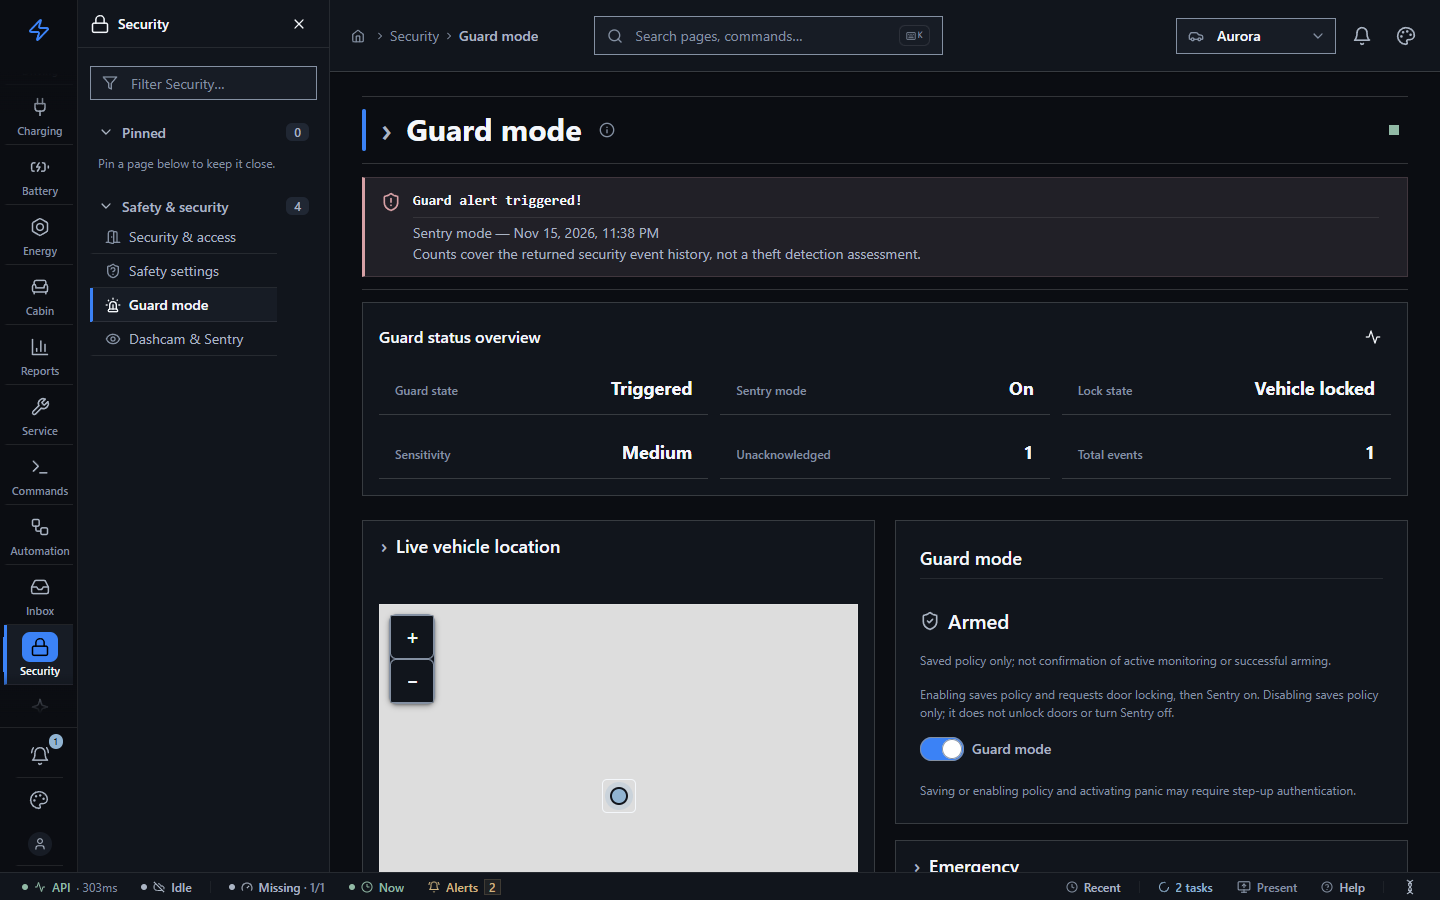 Security
Security
Guard mode
Search pages, commands...
K
Aurora
Filter Security...
Pinned
0
Pin a page below to keep it close.
Safety & security
4
Security & access
Safety settings
Guard mode
Dashcam & Sentry
Charging
Battery
Energy
Cabin
Reports
Service
Commands
Automation
Inbox
Security
1
Guard mode
Guard alert triggered!
Sentry mode — Nov 15, 2026, 11:38 PM
Counts cover the returned security event history, not a theft detection assessment.
Guard status overview
Guard state
Triggered
Sentry mode
On
Lock state
Vehicle locked
Sensitivity
Medium
Unacknowledged
1
Total events
1
Live vehicle location
+
−
Guard mode
Armed
Saved policy only; not confirmation of active monitoring or successful arming.
Enabling saves policy and requests door locking, then Sentry on. Disabling saves policy
only; it does not unlock doors or turn Sentry off.
Guard mode
Saving or enabling policy and activating panic may require step-up authentication.
Emergency
API · 303ms
Idle
Missing · 1/1
Now
Alerts 2
Recent
2 tasks
Present
Help